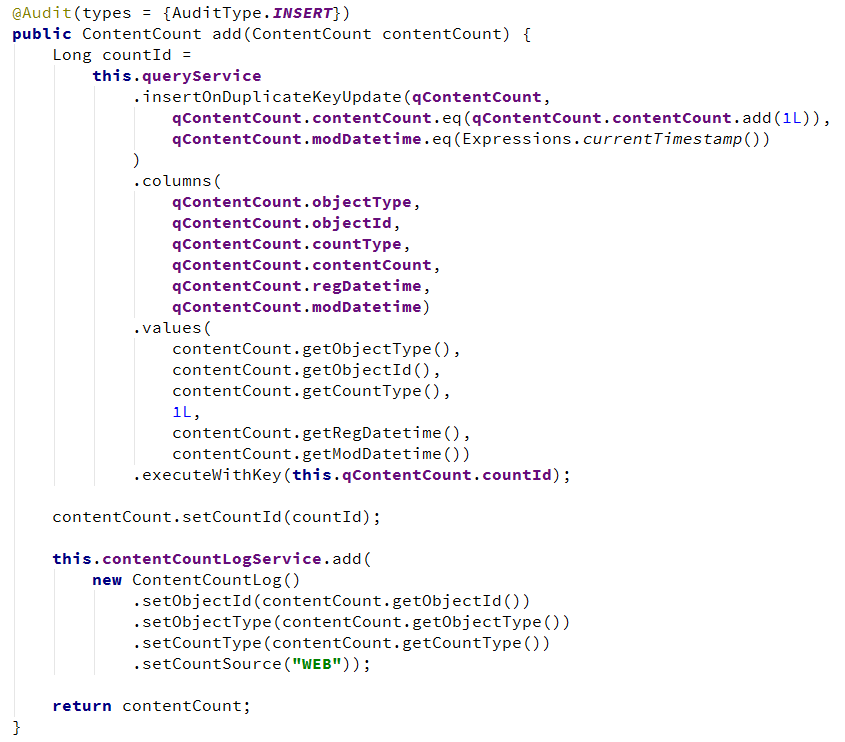 @Audit(types = {AuditType.INSERT})
public ContentCount add(ContentCount contentCount) {
    Long countId =
        this.queryService
            .insertOnDuplicateKeyUpdate(qContentCount,
                qContentCount.contentCount.eq(qContentCount.contentCount.add(1L)),
                qContentCount.modDatetime.eq(Expressions.currentTimestamp())
            )
            .columns(
                qContentCount.objectType,
                qContentCount.objectId,
                qContentCount.countType,
                qContentCount.contentCount,
                qContentCount.regDatetime,
                qContentCount.modDatetime)
            .values(
                contentCount.getObjectType(),
                contentCount.getObjectId(),
                contentCount.getCountType(),
                1L,
                contentCount.getRegDatetime(),
                contentCount.getModDatetime())
            .executeWithKey(this.qContentCount.countId);

    contentCount.setCountId(countId);

    this.contentCountLogService.add(
        new ContentCountLog()
            .setObjectId(contentCount.getObjectId())
            .setObjectType(contentCount.getObjectType())
            .setCountType(contentCount.getCountType())
            .setCountSource("WEB"));

    return contentCount;
}